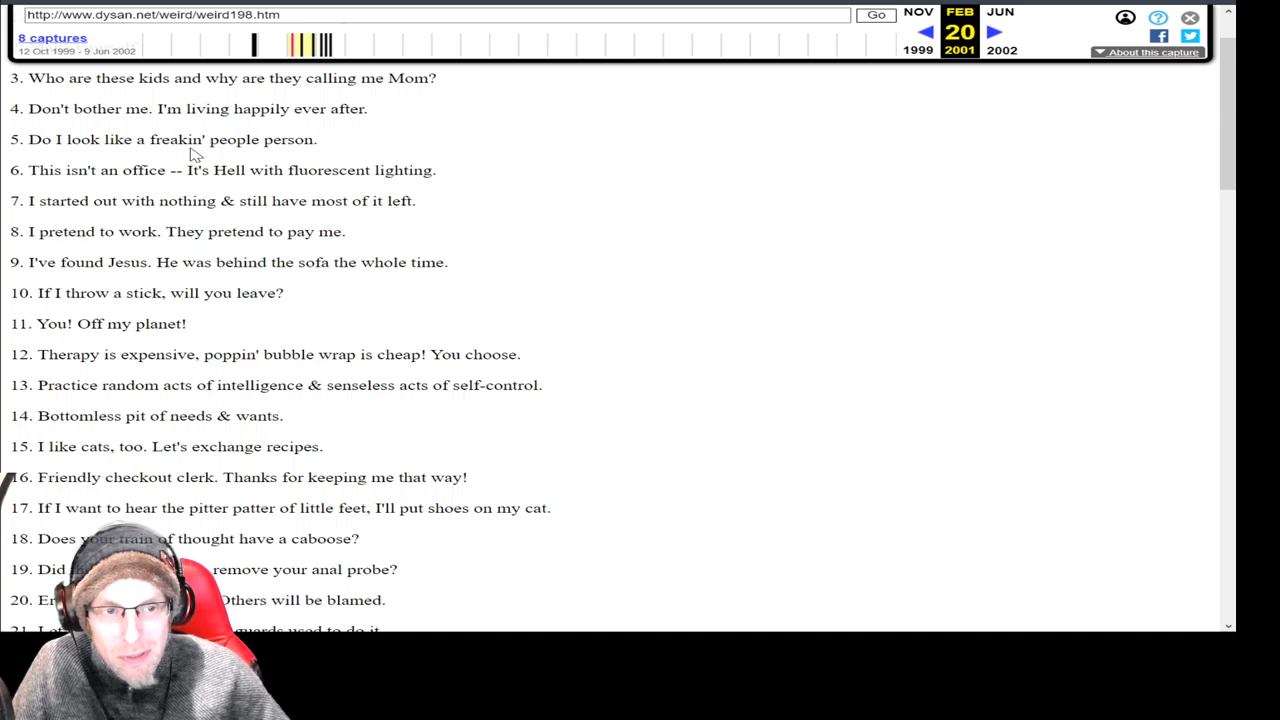 http://www.dysan.net/weird/weird198.htm
Go
NOV
FEB
JUN
8 captures
20
12 Oct 1999 - 9 Jun 2002
1999
2001
2002
About this capture
3. Who are these kids and why are they calling me Mom?
4. Don't bother me. I'm living happily ever after.
5. Do I look like a freakin' people person.
6. This isn't an office -- It's Hell with fluorescent lighting.
7. I started out with nothing & still have most of it left.
8. I pretend to work. They pretend to pay me.
9. I've found Jesus. He was behind the sofa the whole time.
10. If I throw a stick, will you leave?
11. You! Off my planet!
12. Therapy is expensive, poppin' bubble wrap is cheap! You choose.
13. Practice random acts of intelligence & senseless acts of self-control.
14. Bottomless pit of needs & wants.
15. I like cats, too. Let's exchange recipes.
16. Friendly checkout clerk. Thanks for keeping me that way!
17. If I want to hear the pitter patter of little feet, I'll put shoes on my cat.
18. Does your train of thought have a caboose?
19. Did remove your anal probe?
20. Others will be blamed.
used to do it